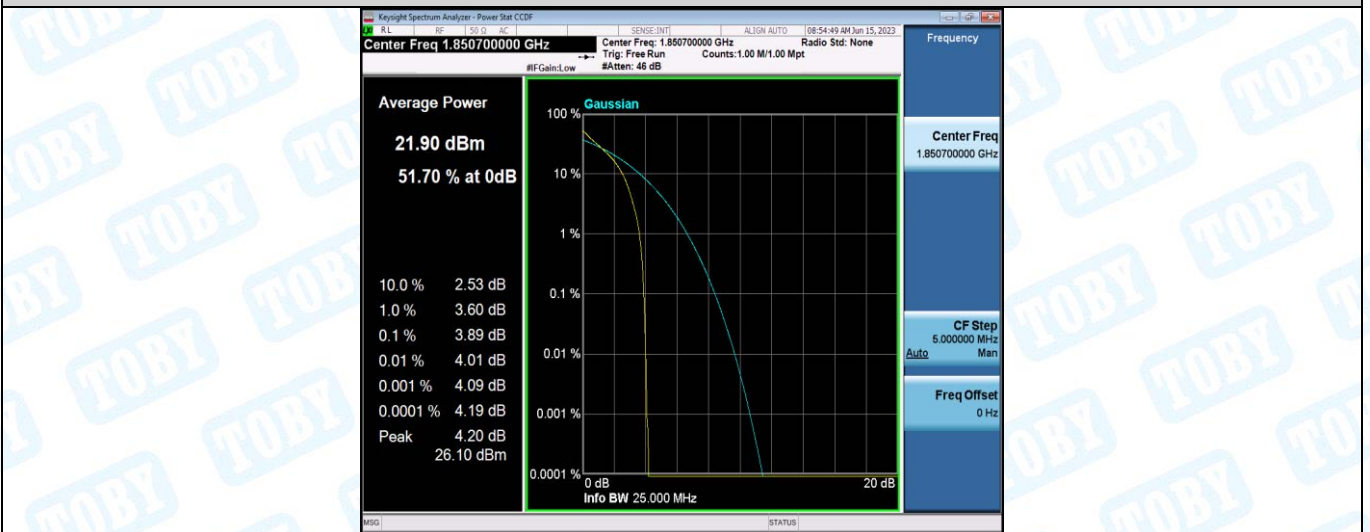 Keysight Spectrum Analyzer - Power Stat CCDF
RL RF 50 Ω AC SENSE:INT ALIGN AUTO 08:54:49 AM Jun 15, 2023
Center Freq 1.850700000 GHz
Center Freq: 1.850700000 GHz Radio Std: None
Trig: Free Run Counts:1.00 M/1.00 Mpt
#IFGain:Low #Atten: 46 dB
Frequency
Center Freq
1.850700000 GHz
CF Step
5.000000 MHz
Auto Man
Freq Offset
0 Hz
Average Power
21.90 dBm
51.70 % at 0dB
10.0 % 2.53 dB
1.0 % 3.60 dB
0.1 % 3.89 dB
0.01 % 4.01 dB
0.001 % 4.09 dB
0.0001 % 4.19 dB
Peak 4.20 dB
26.10 dBm
Gaussian
100 %
10 %
1 %
0.1 %
0.01 %
0.001 %
0.0001 %
0 dB 20 dB
Info BW 25.000 MHz
MSG STATUS
TOBY